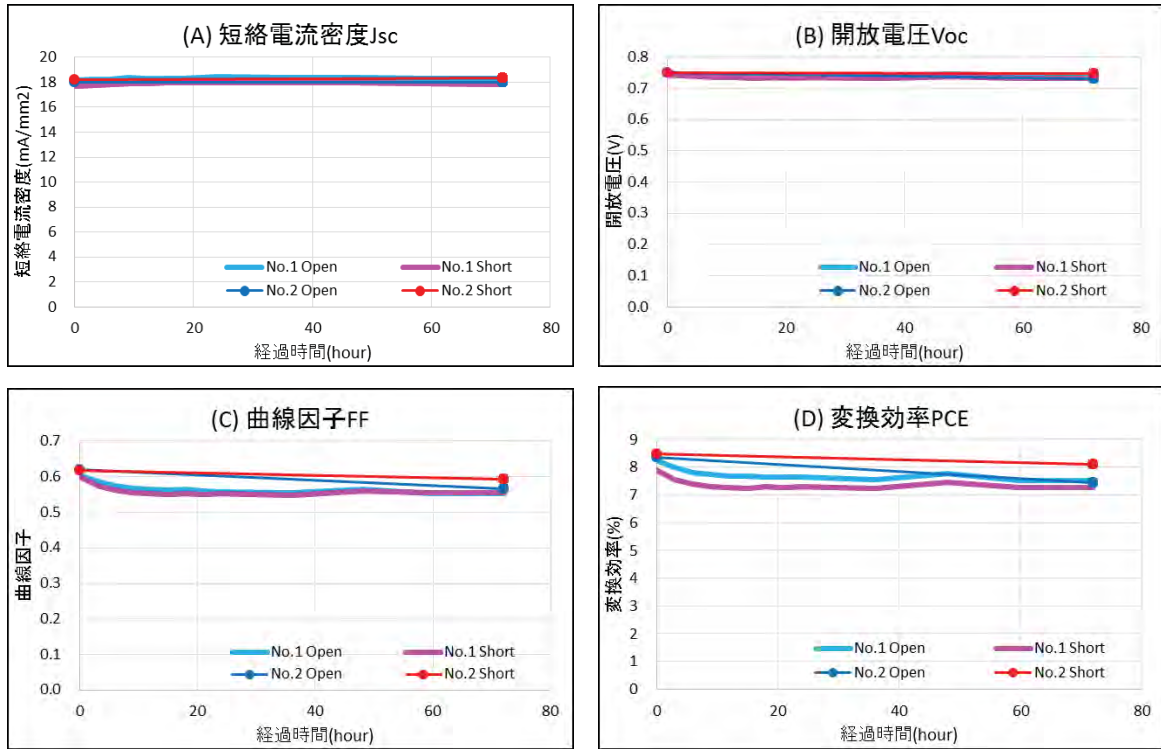 (A) 短絡電流密度Jsc
短絡電流密度(mA/mm2)
20
18
16
14
12
10
8
6
4
2
0
No.1 Open
No.1 Short
No.2 Open
No.2 Short
0 20 40 60 80
経過時間(hour)
(B) 開放電圧Voc
開放電圧(V)
0.8
0.7
0.6
0.5
0.4
0.3
0.2
0.1
0.0
No.1 Open
No.1 Short
No.2 Open
No.2 Short
0 20 40 60 80
経過時間(hour)
(C) 曲線因子FF
曲線因子
0.7
0.6
0.5
0.4
0.3
0.2
0.1
0.0
No.1 Open
No.1 Short
No.2 Open
No.2 Short
0 20 40 60 80
経過時間(hour)
(D) 変換効率PCE
変換効率(%)
9
8
7
6
5
4
3
2
1
0
No.1 Open
No.1 Short
No.2 Open
No.2 Short
0 20 40 60 80
経過時間(hour)